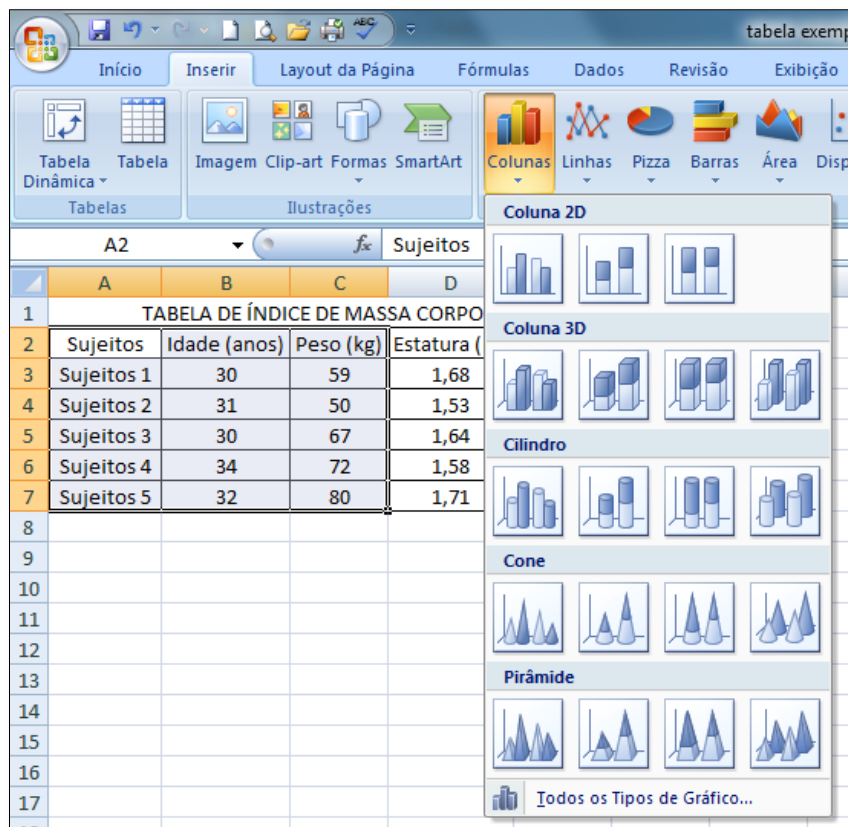 ABC
tabela exemp
Início Inserir Layout da Página Fórmulas Dados Revisão Exibição
Tabela Dinâmica Tabela Imagem Clip-art Formas SmartArt Colunas Linhas Pizza Barras Área Disp
Tabelas Ilustrações
A2 fx Sujeitos
Coluna 2D
Coluna 3D
Cilindro
Cone
Pirâmide
Todos os Tipos de Gráfico...
A B C D
1 TABELA DE ÍNDICE DE MASSA CORPO
2 Sujeitos Idade (anos) Peso (kg) Estatura (
3 Sujeitos 1 30 59 1,68
4 Sujeitos 2 31 50 1,53
5 Sujeitos 3 30 67 1,64
6 Sujeitos 4 34 72 1,58
7 Sujeitos 5 32 80 1,71
8
9
10
11
12
13
14
15
16
17